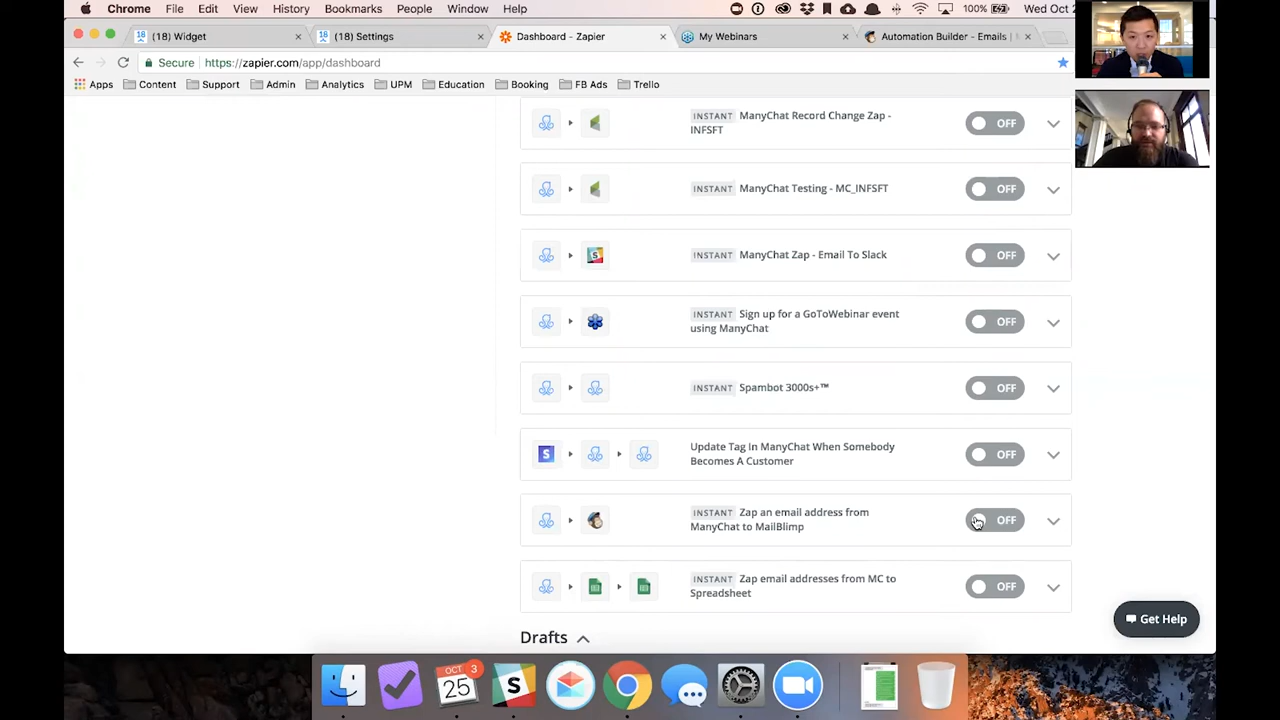 Chrome File Edit View History Bookmarks People Window Help 100% Wed Oct 2
(18) Widget (18) Settings Dashboard - Zapier My Webinars Automation Builder - Emails |
Secure https://zapier.com/app/dashboard
Apps Content Support Admin Analytics UPM Education Booking FB Ads Trello
INSTANT ManyChat Record Change Zap -
INFSFT
OFF
INSTANT ManyChat Testing - MC_INFSFT OFF
INSTANT ManyChat Zap - Email To Slack OFF
INSTANT Sign up for a GoToWebinar event
using ManyChat
OFF
INSTANT Spambot 3000s+™ OFF
Update Tag In ManyChat When Somebody
Becomes A Customer
OFF
INSTANT Zap an email address from
ManyChat to MailBlimp
OFF
INSTANT Zap email addresses from MC to
Spreadsheet
OFF
Get Help
Drafts
OCT 3
25